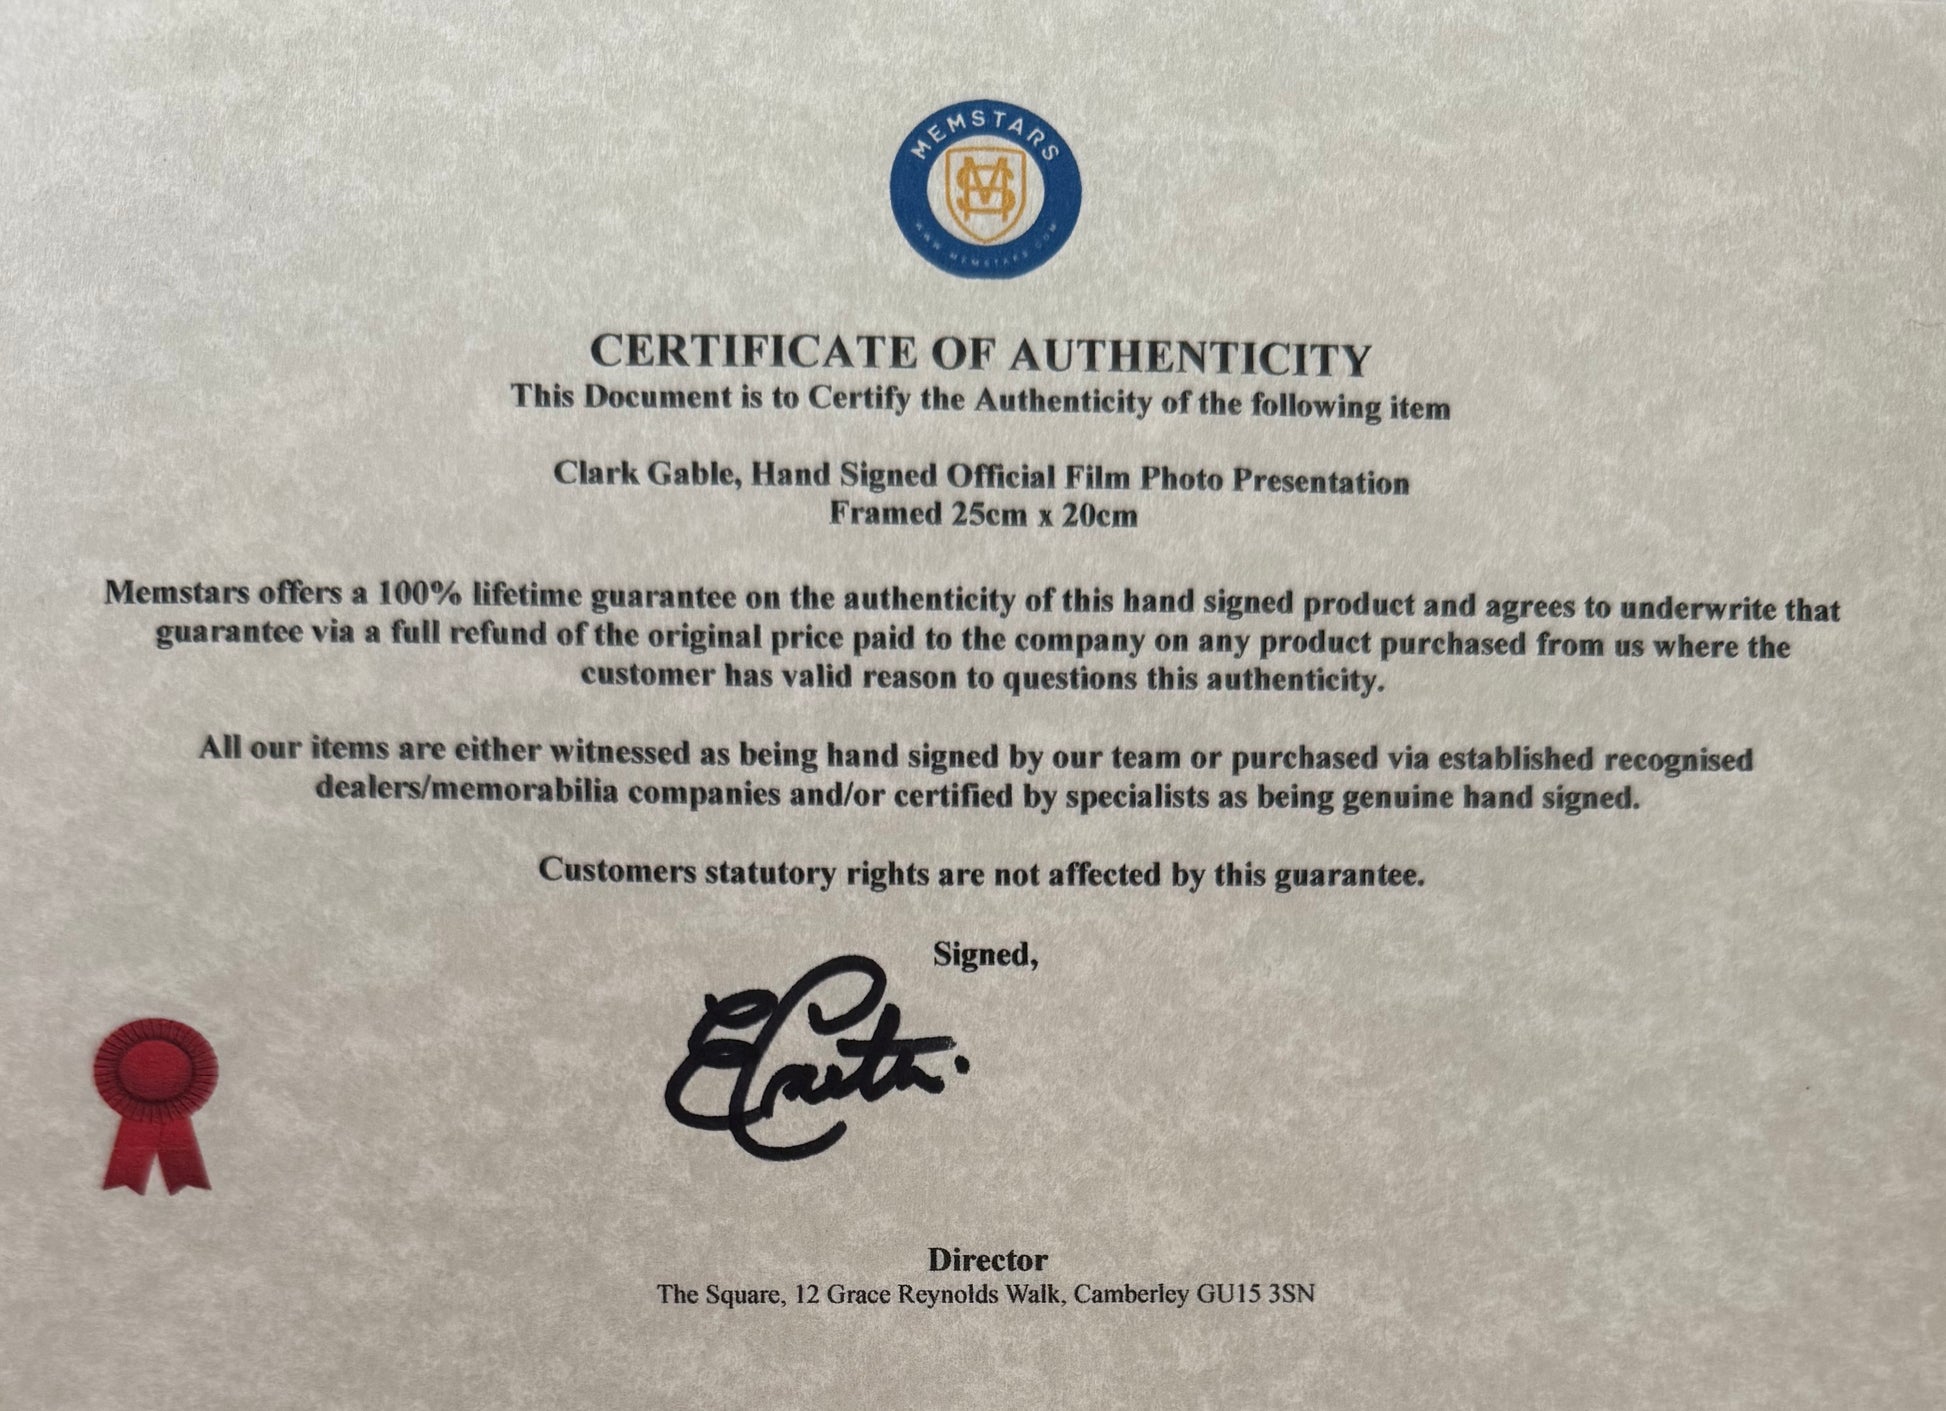 MEMSTARS
WWW.MEMSTARS.COM
CERTIFICATE OF AUTHENTICITY
This Document is to Certify the Authenticity of the following item
Clark Gable, Hand Signed Official Film Photo Presentation
Framed 25cm x 20cm
Memstars offers a 100% lifetime guarantee on the authenticity of this hand signed product and agrees to underwrite that
guarantee via a full refund of the original price paid to the company on any product purchased from us where the
customer has valid reason to questions this authenticity.
All our items are either witnessed as being hand signed by our team or purchased via established recognised
dealers/memorabilia companies and/or certified by specialists as being genuine hand signed.
Customers statutory rights are not affected by this guarantee.
Signed,
Director
The Square, 12 Grace Reynolds Walk, Camberley GU15 3SN